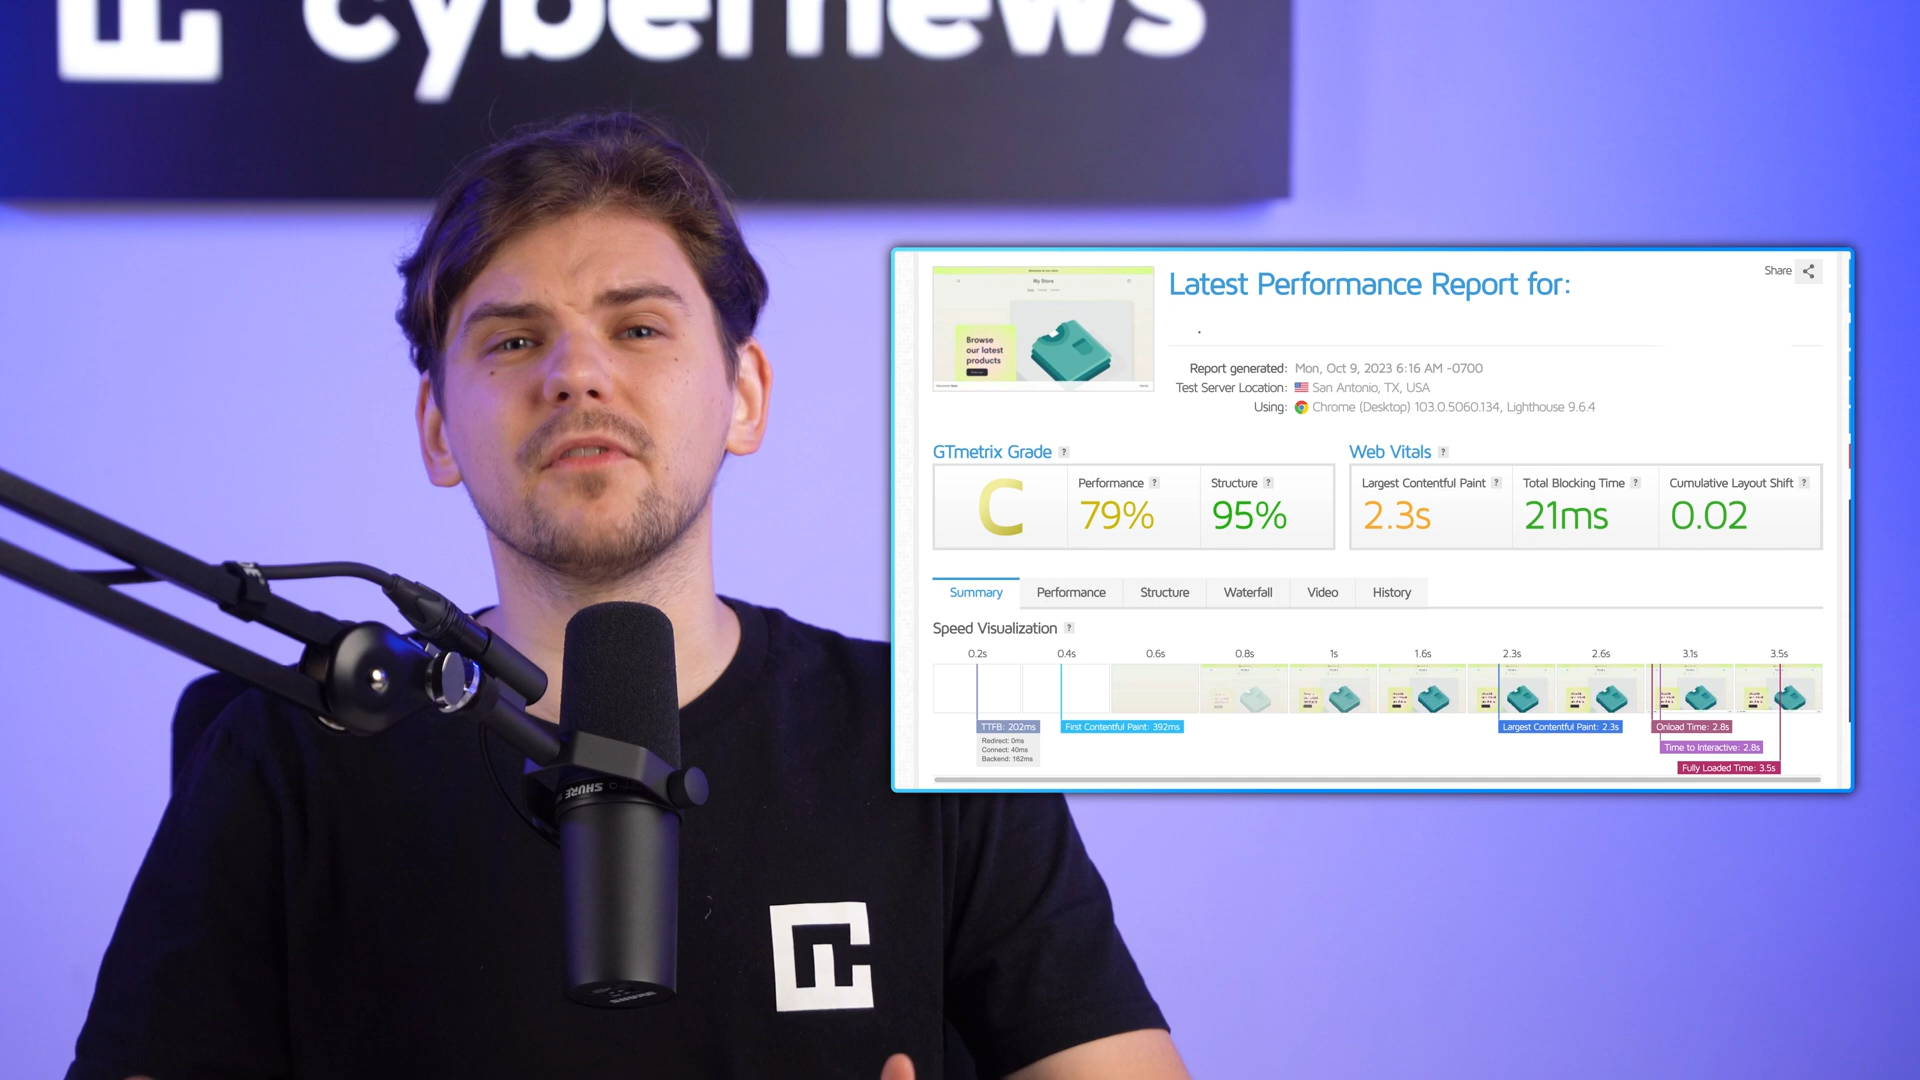 cybernews
Share
Latest Performance Report for:
My Store
Browse
our latest
products
Report generated: Mon, Oct 9, 2023 6:16 AM -0700
Test Server Location: San Antonio, TX, USA
Using: Chrome (Desktop) 103.0.5060.134, Lighthouse 9.6.4
GTmetrix Grade ?
Web Vitals ?
C
Performance ?
79%
Structure ?
95%
Largest Contentful Paint ?
2.3s
Total Blocking Time ?
21ms
Cumulative Layout Shift ?
0.02
Summary Performance Structure Waterfall Video History
Speed Visualization ?
0.2s 0.4s 0.6s 0.8s 1s 1.6s 2.3s 2.6s 3.1s 3.5s
TTFB: 202ms
Redirect: 0ms
Connect: 40ms
Backend: 162ms
First Contentful Paint: 392ms
Largest Contentful Paint: 2.3s
Onload Time: 2.8s
Time to Interactive: 2.8s
Fully Loaded Time: 3.5s
SHURE